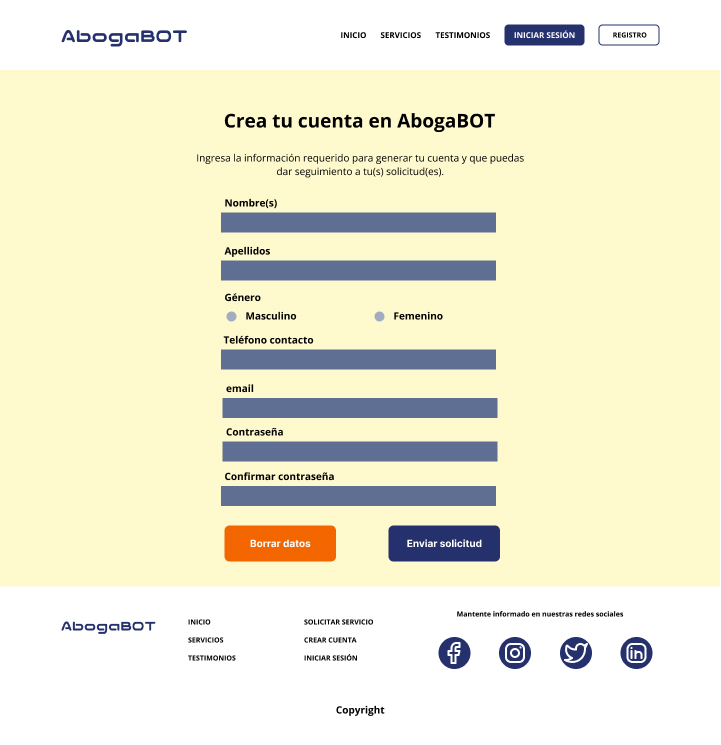 AbogaBOT
INICIO
SERVICIOS
TESTIMONIOS
INICIAR SESIÓN
REGISTRO
Crea tu cuenta en AbogaBOT
Ingresa la información requerido para generar tu cuenta y que puedas
dar seguimiento a tu(s) solicitud(es).
Nombre(s)
Apellidos
Género
Masculino
Femenino
Teléfono contacto
email
Contraseña
Confirmar contraseña
Borrar datos
Enviar solicitud
AbogaBOT
INICIO
SERVICIOS
TESTIMONIOS
SOLICITAR SERVICIO
CREAR CUENTA
INICIAR SESIÓN
Mantente informado en nuestras redes sociales
Copyright